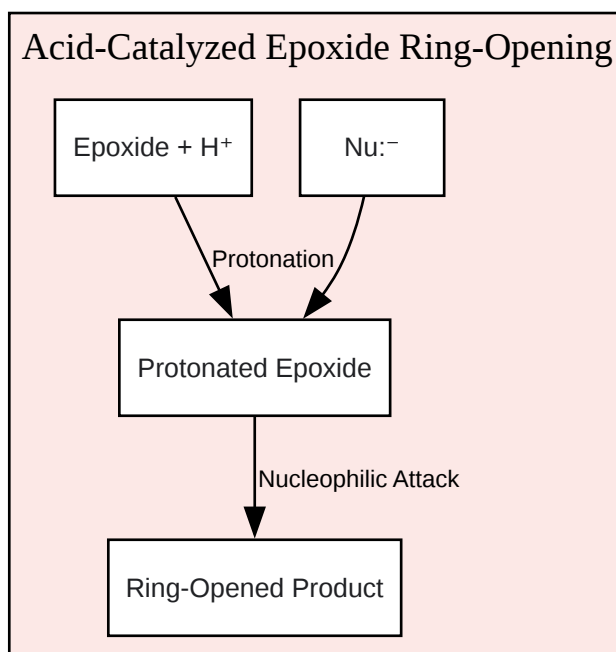 Acid-Catalyzed Epoxide Ring-Opening
Epoxide + H⁺
Nu:⁻
Protonation
Protonated Epoxide
Nucleophilic Attack
Ring-Opened Product